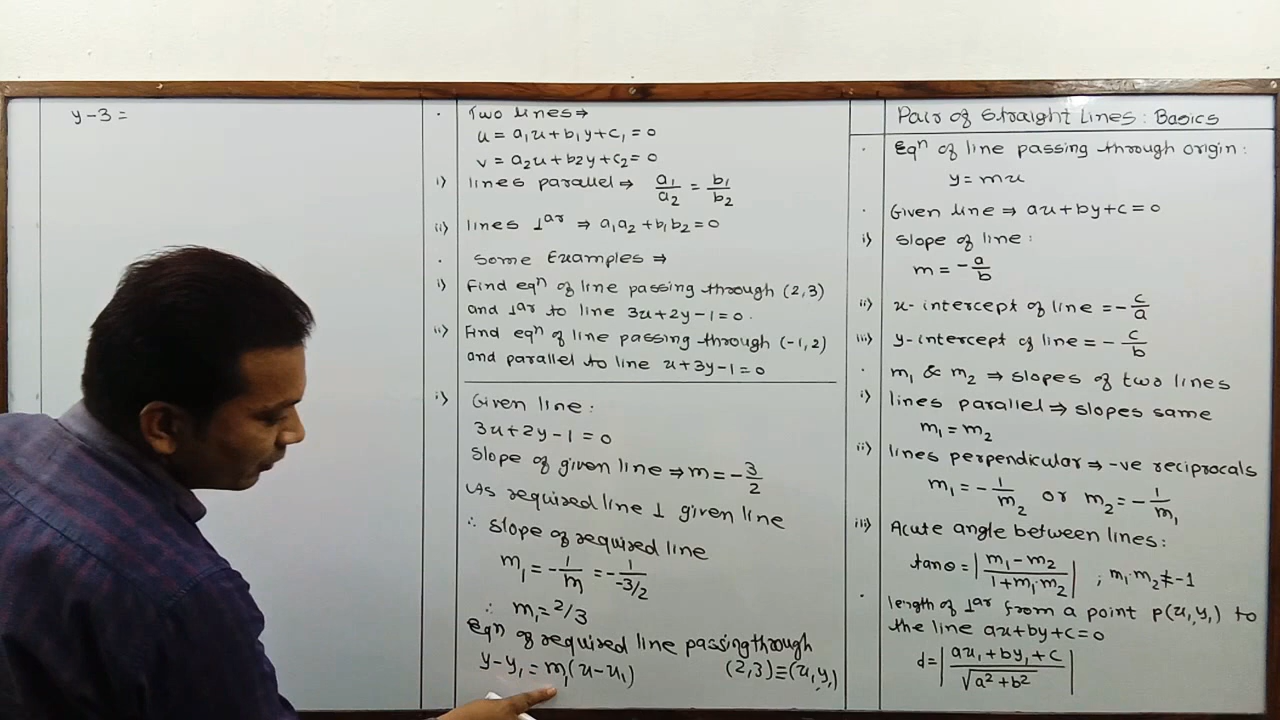 Pair of Straight Lines : Basics
· Eqⁿ of line passing through origin :
y = mx
· Given line ⇒ ax + by + c = 0
i) Slope of line :
m = -a/b
ii) x-intercept of line = -c/a
iii) y-intercept of line = -c/b
· m₁ & m₂ ⇒ slopes of two lines
i) lines parallel ⇒ slopes same
m₁ = m₂
ii) lines perpendicular ⇒ -ve reciprocals
m₁ = -1/m₂ or m₂ = -1/m₁
iii) Acute angle between lines :
tanθ = |(m₁ - m₂)/(1 + m₁·m₂)| ; m₁·m₂ ≠ -1
· length of ⊥ar from a point P(x₁, y₁) to
the line ax + by + c = 0
d = |(ax₁ + by₁ + c)/√(a² + b²)|
· Two lines ⇒
u = a₁x + b₁y + c₁ = 0
v = a₂x + b₂y + c₂ = 0
i) lines parallel ⇒ a₁/a₂ = b₁/b₂
ii) lines ⊥ar ⇒ a₁a₂ + b₁b₂ = 0
· Some Examples ⇒
i) Find eqⁿ of line passing through (2,3)
and ⊥ar to line 3x + 2y - 1 = 0.
ii) Find eqⁿ of line passing through (-1,2)
and parallel to line x + 3y - 1 = 0
i) Given line :
3x + 2y - 1 = 0
Slope of given line ⇒ m = -3/2
As required line ⊥ given line
∴ Slope of required line
m₁ = -1/m = -1/(-3/2)
∴ m₁ = 2/3
Eqⁿ of required line passing through
y - y₁ = m₁(x - x₁) (2,3) ≡ (x₁, y₁)
y - 3 =